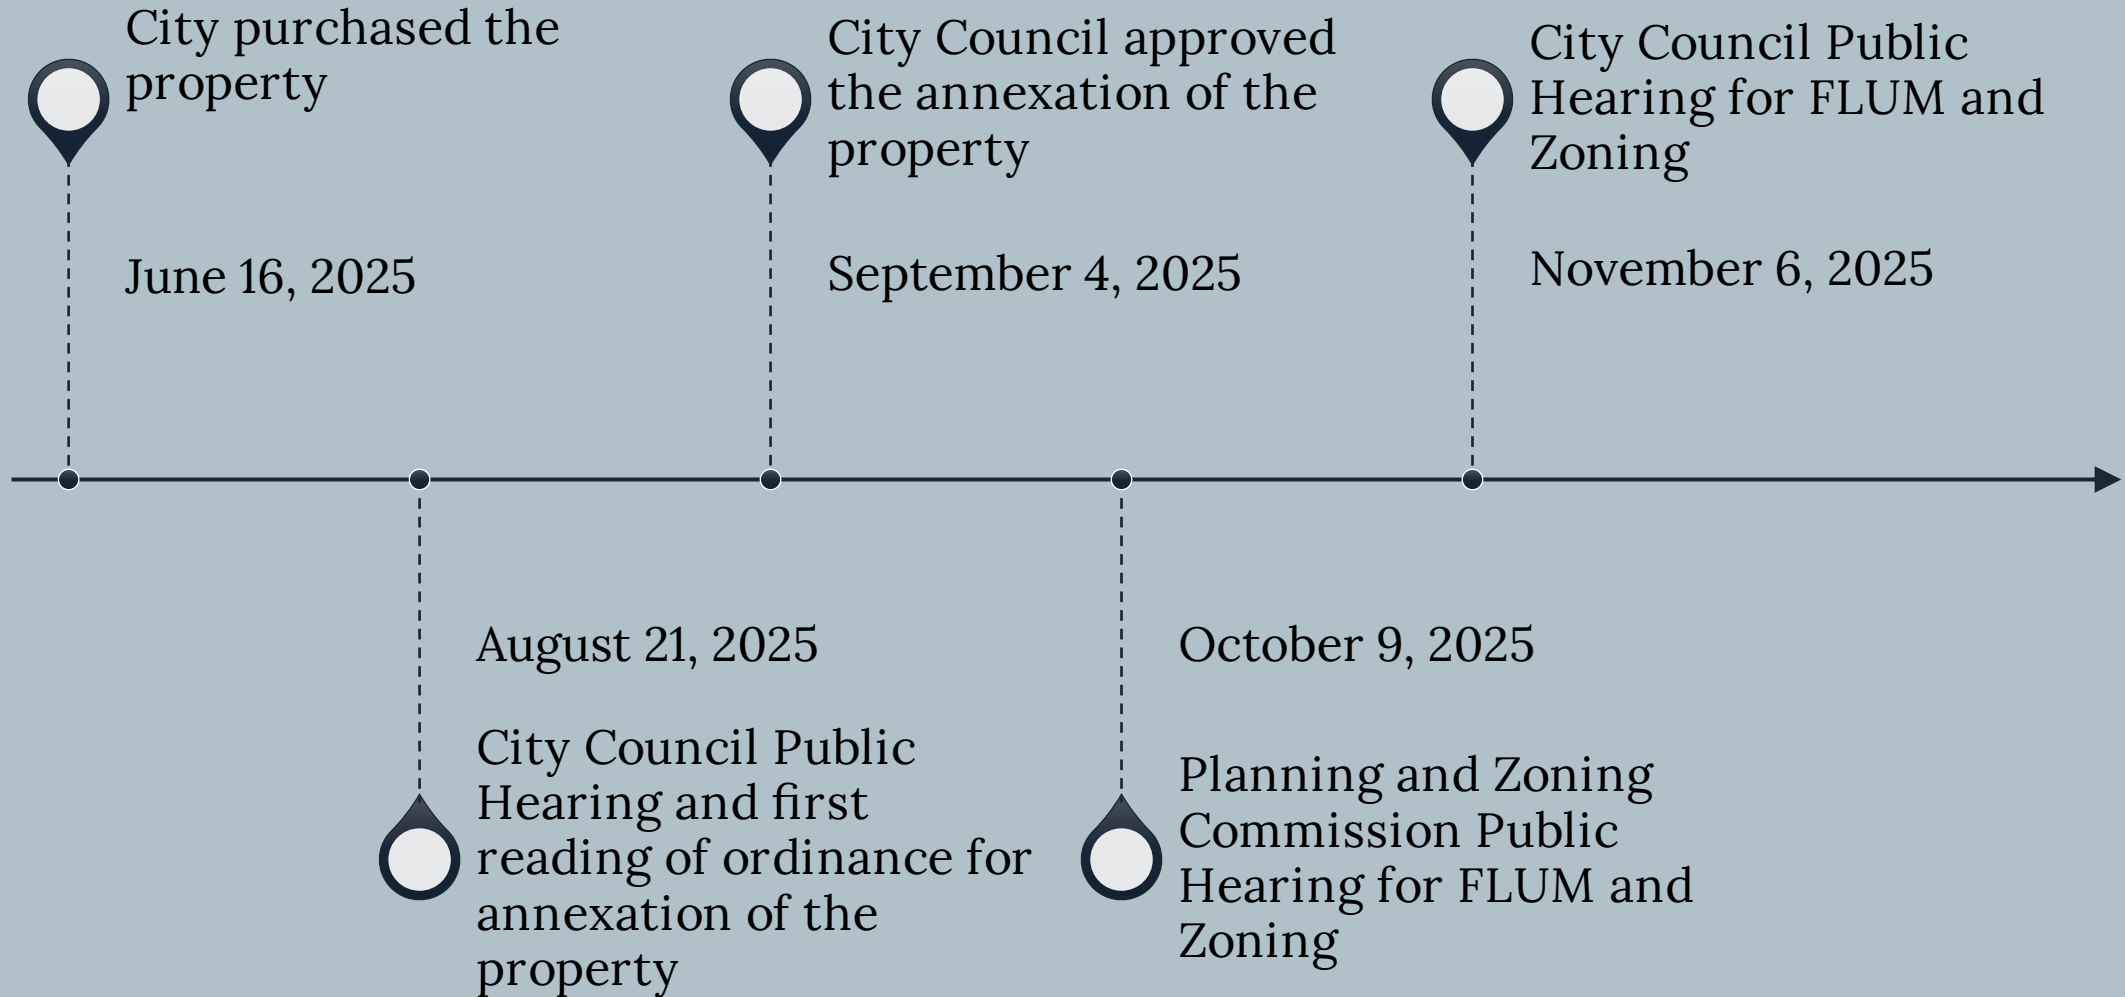 City purchased the
property
June 16, 2025
City Council approved
the annexation of the
property
September 4, 2025
City Council Public
Hearing for FLUM and
Zoning
November 6, 2025
August 21, 2025
City Council Public
Hearing and first
reading of ordinance for
annexation of the
property
October 9, 2025
Planning and Zoning
Commission Public
Hearing for FLUM and
Zoning